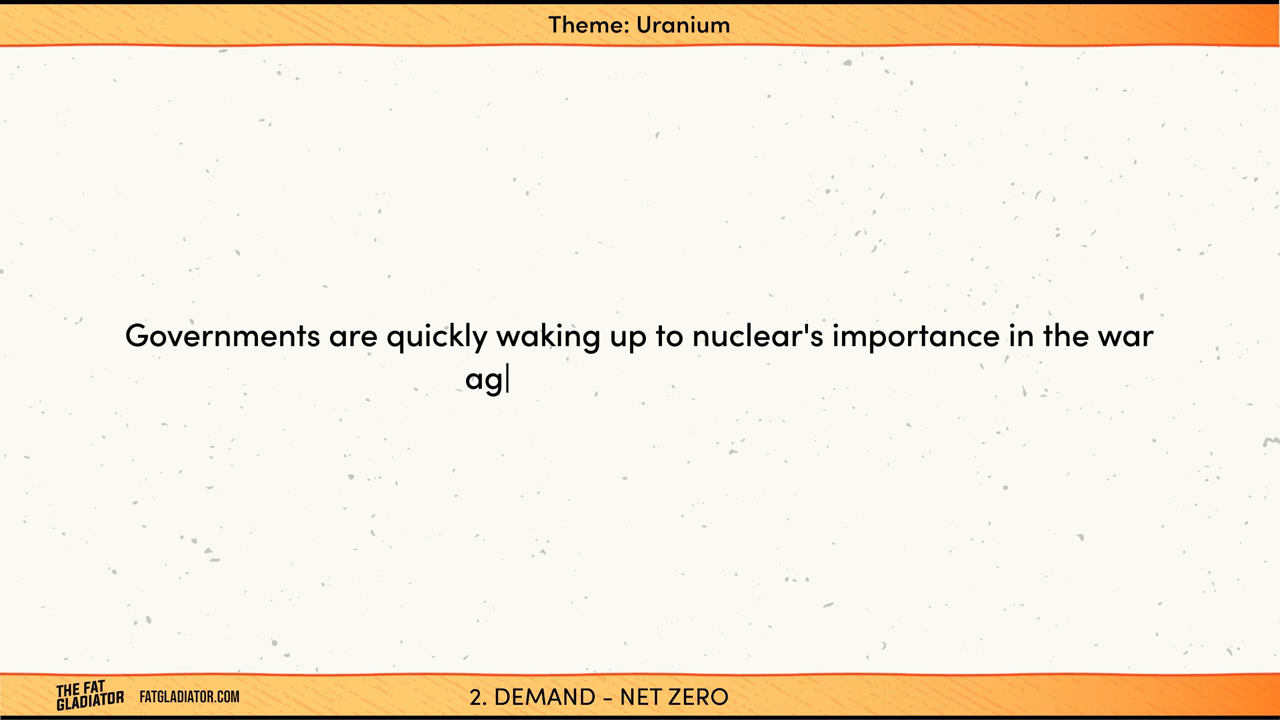 Theme: Uranium
Governments are quickly waking up to nuclear's importance in the war
ag
THE FAT
GLADIATOR
FATGLADIATOR.COM
2. DEMAND - NET ZERO